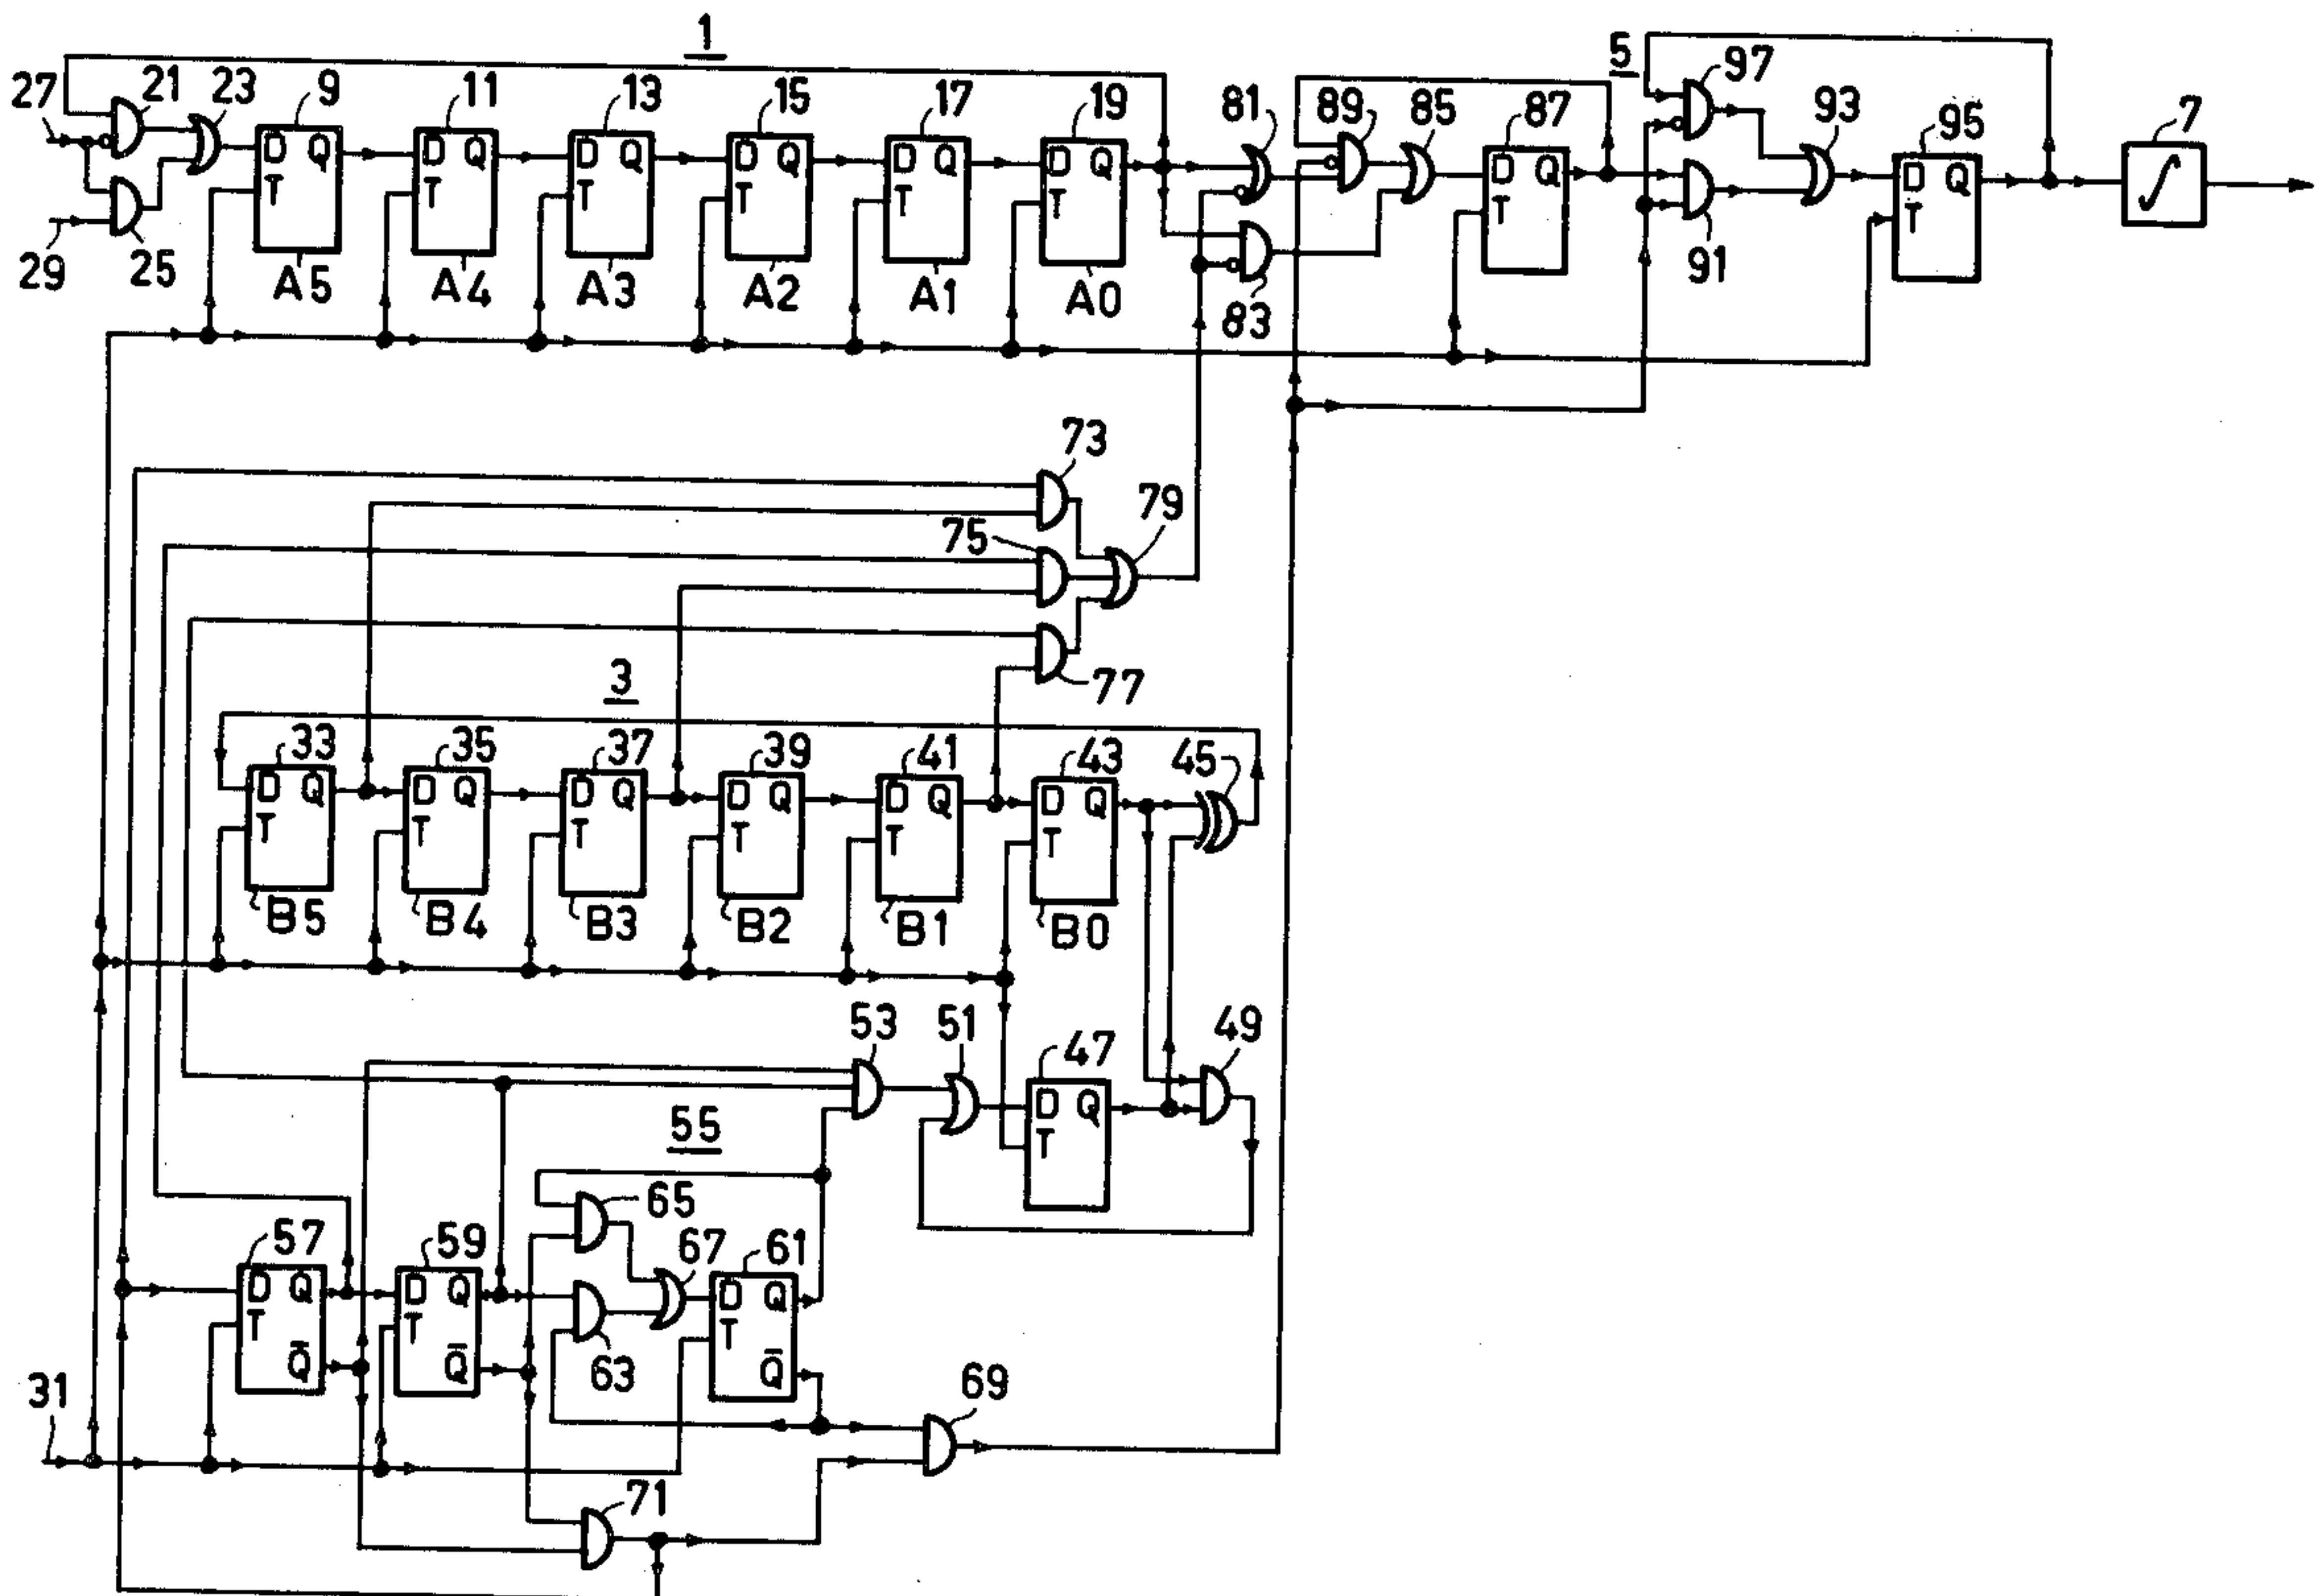 1
5
27
21
23
9
11
13
15
17
19
81
89
85
87
97
93
95
7
D Q
T
D Q
T
D Q
T
D Q
T
D Q
T
D Q
T
D Q
T
D Q
T
∫
29
25
A5
A4
A3
A2
A1
A0
83
91
73
75
79
77
3
33
35
37
39
41
43
45
D Q
T
D Q
T
D Q
T
D Q
T
D Q
T
D Q
T
B5
B4
B3
B2
B1
B0
53
51
47
49
D Q
T
55
65
57
59
67
61
D Q
T
Q̅
D Q
T
Q̅
D Q
T
Q̅
63
31
69
71